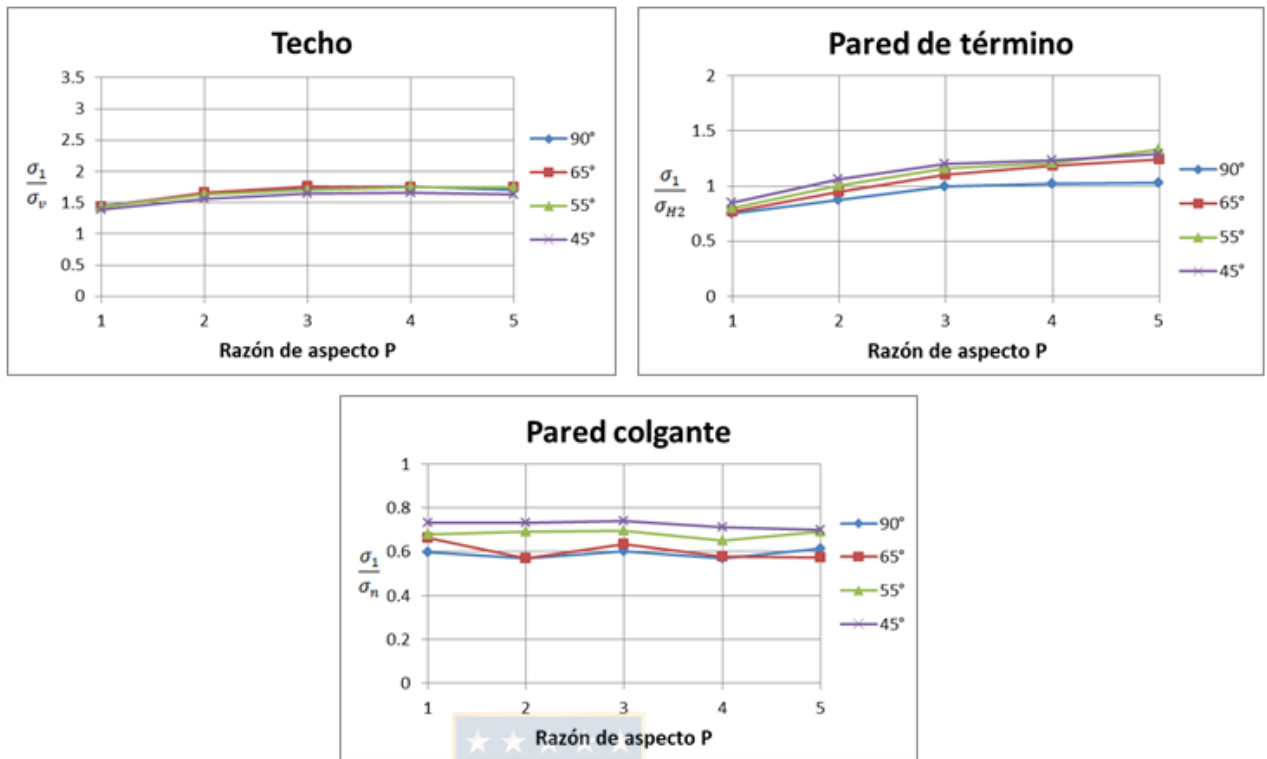 Techo
3.5
3
2.5
2
1.5
1
0.5
0
σ1/σv
1 2 3 4 5
Razón de aspecto P
90°
65°
55°
45°
Pared de término
2
1.5
1
0.5
0
σ1/σH2
1 2 3 4 5
Razón de aspecto P
90°
65°
55°
45°
Pared colgante
1
0.8
0.6
0.4
0.2
0
σ1/σn
1 2 3 4 5
Razón de aspecto P
90°
65°
55°
45°